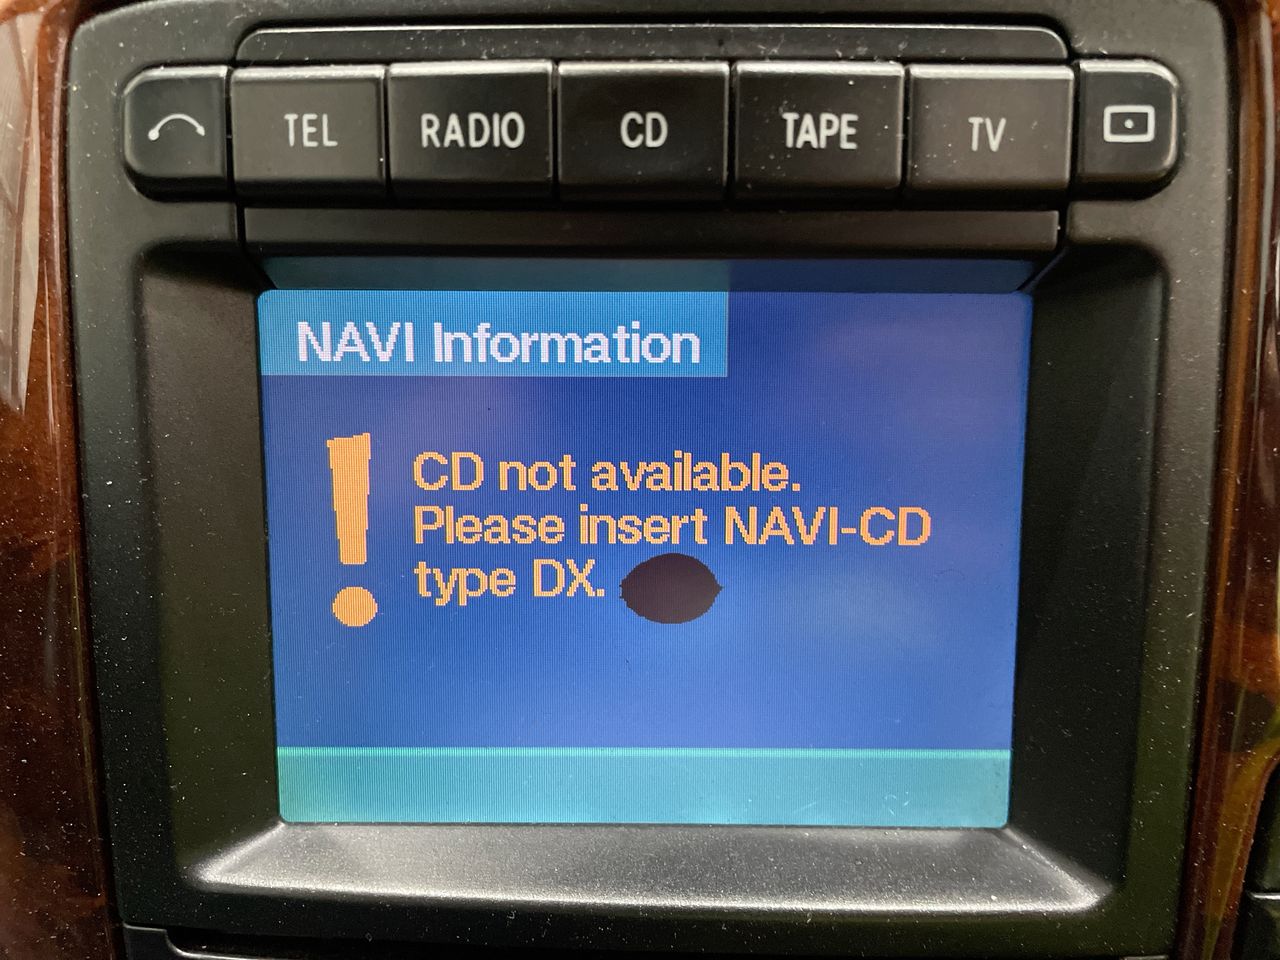 TEL RADIO CD TAPE TV
NAVI Information
CD not available.
Please insert NAVI-CD
type DX.